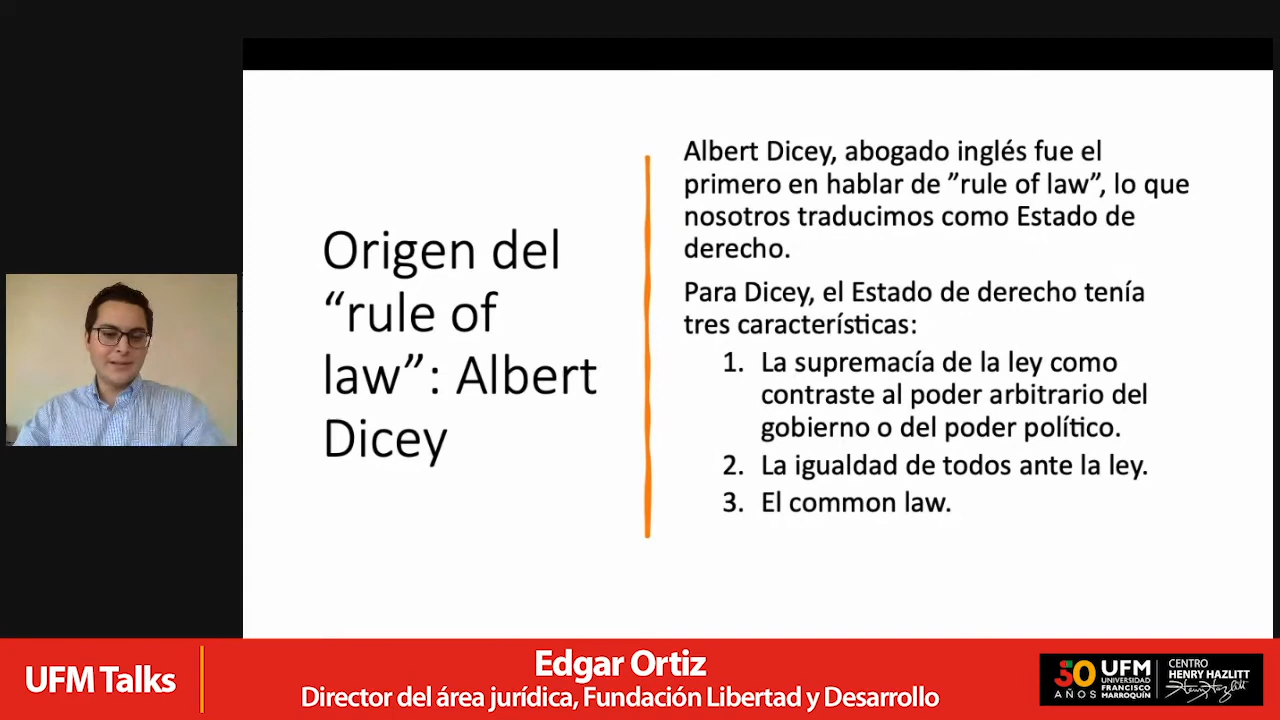 Origen del
“rule of
law”: Albert
Dicey
Albert Dicey, abogado inglés fue el
primero en hablar de ”rule of law”, lo que
nosotros traducimos como Estado de
derecho.
Para Dicey, el Estado de derecho tenía
tres características:
1. La supremacía de la ley como
contraste al poder arbitrario del
gobierno o del poder político.
2. La igualdad de todos ante la ley.
3. El common law.
UFM Talks
Edgar Ortiz
Director del área jurídica, Fundación Libertad y Desarrollo
50
AÑOS
UFM
UNIVERSIDAD
FRANCISCO
MARROQUÍN
CENTRO
HENRY HAZLITT
Henry Hazlitt